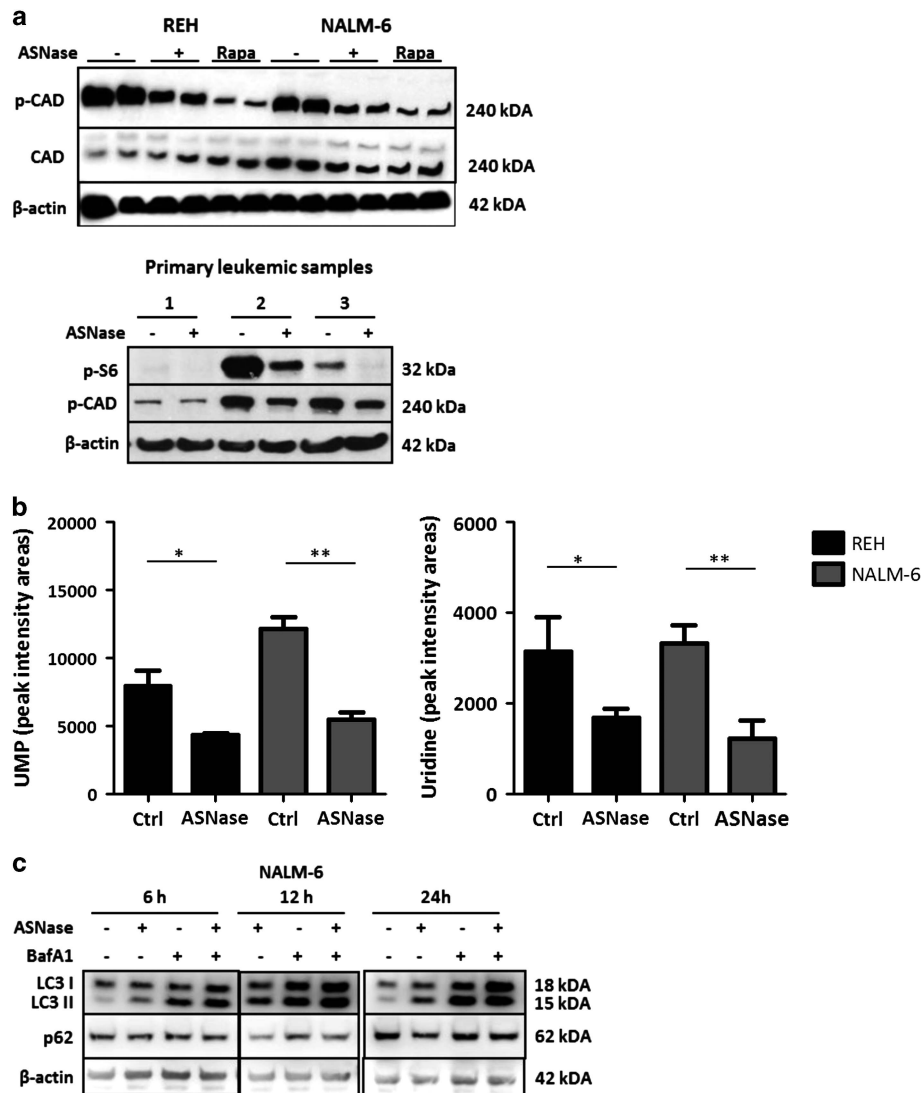 a
REH NALM-6
ASNase - + Rapa - + Rapa
p-CAD 240 kDA
CAD 240 kDA
β-actin 42 kDA
Primary leukemic samples
1 2 3
ASNase - + - + - +
p-S6 32 kDa
p-CAD 240 kDa
β-actin 42 kDa
b
UMP (peak intensity areas)
20000
15000
10000
5000
0
* **
Ctrl ASNase Ctrl ASNase
Uridine (peak intensity areas)
6000
4000
2000
0
* **
Ctrl ASNase Ctrl ASNase
REH
NALM-6
c
NALM-6
6 h 12 h 24h
ASNase - + - + + - + - + - +
BafA1 - - + + - + + - - + +
LC3 I 18 kDA
LC3 II 15 kDA
p62 62 kDA
β-actin 42 kDA